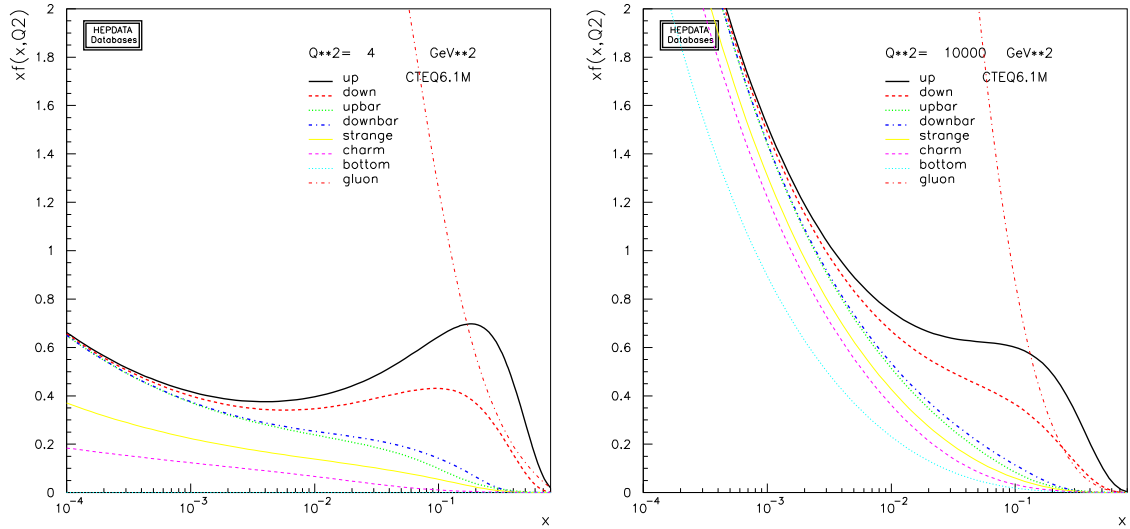 xf(x,Q2)
HEPDATA
Databases
Q**2= 4 GeV**2
up CTEQ6.1M
down
upbar
downbar
strange
charm
bottom
gluon
2
1.8
1.6
1.4
1.2
1
0.8
0.6
0.4
0.2
0
10⁻⁴
10⁻³
10⁻²
10⁻¹
x
xf(x,Q2)
HEPDATA
Databases
Q**2= 10000 GeV**2
up CTEQ6.1M
down
upbar
downbar
strange
charm
bottom
gluon
2
1.8
1.6
1.4
1.2
1
0.8
0.6
0.4
0.2
0
10⁻⁴
10⁻³
10⁻²
10⁻¹
x